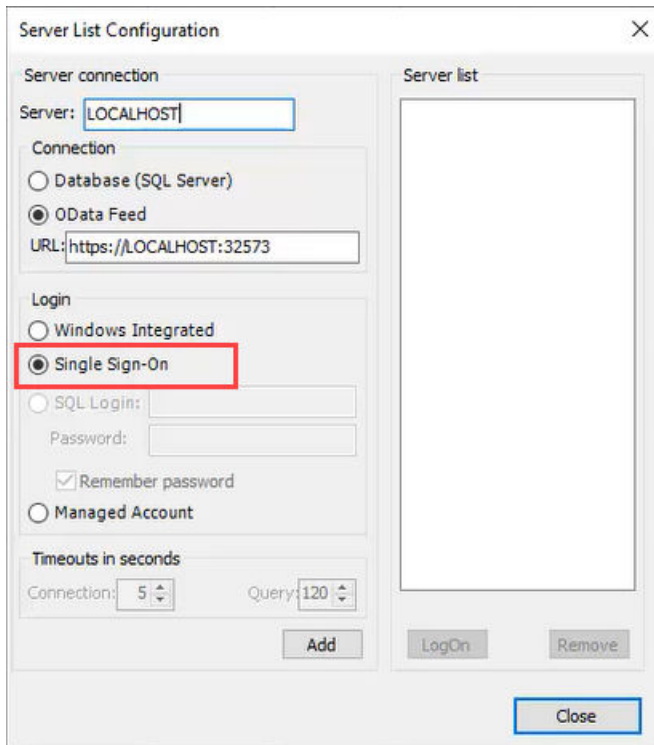 Server List Configuration
Server connection
Server: LOCALHOST
Connection
Database (SQL Server)
OData Feed
URL: https://LOCALHOST:32573
Login
Windows Integrated
Single Sign-On
SQL Login:
Password:
Remember password
Managed Account
Timeouts in seconds
Connection: 5 Query: 120
Add
Server list
LogOn Remove
Close